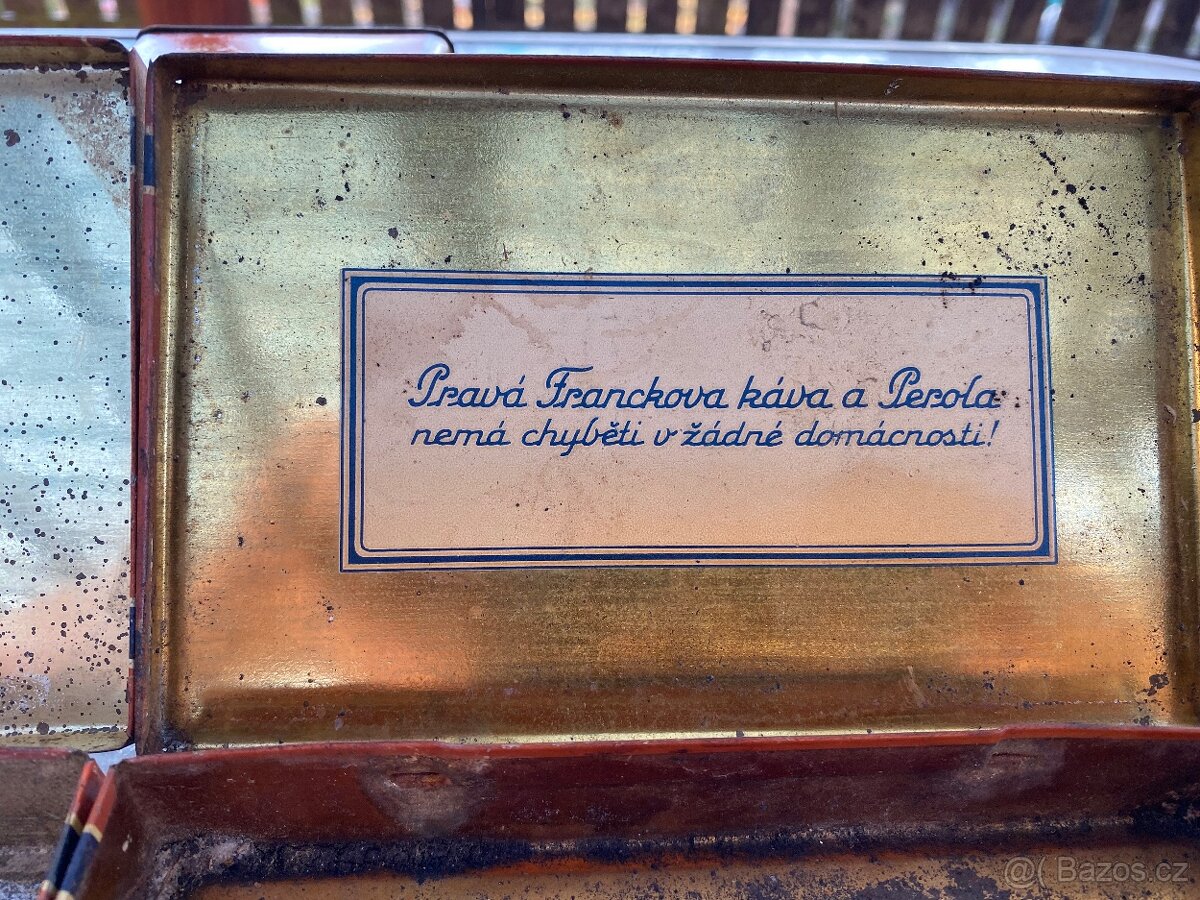 Pravá Franckova káva a Perola
nemá chyběti v žádné domácnosti!
@( Bazos.cz